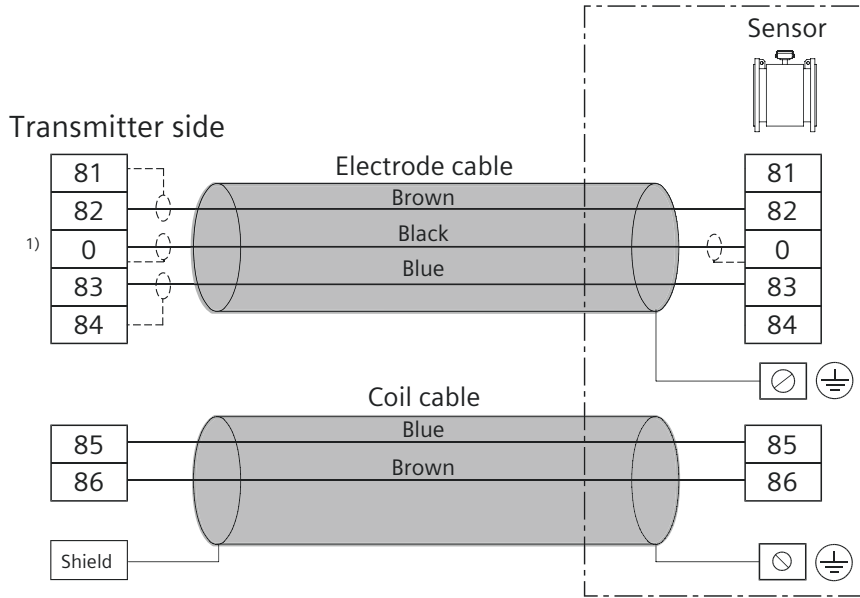 Sensor
Transmitter side
Electrode cable
81
81
Brown
82
82
Black
1)
0
0
Blue
83
83
84
84
Coil cable
Blue
85
85
Brown
86
86
Shield